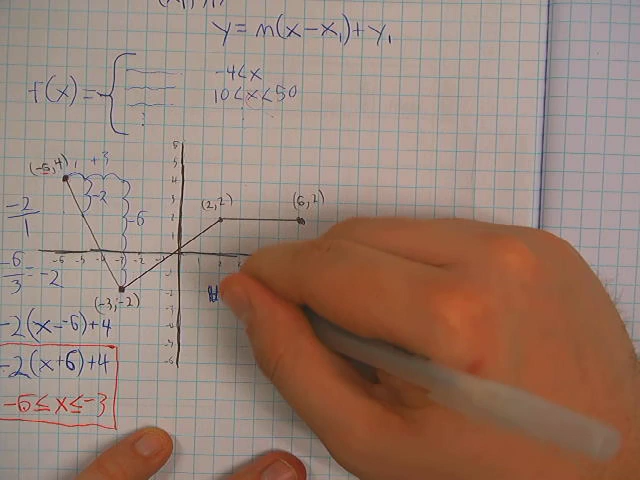 y = m(x-x₁)+y₁
f(x) = {
-4<x
10<x<50
(-6,4) +3
-2
-2/1
-6
(2,2) (6,2)
-6/3 = -2
(-3,-2)
-2(x--6)+4
-2(x+6)+4
-6≤x≤-3